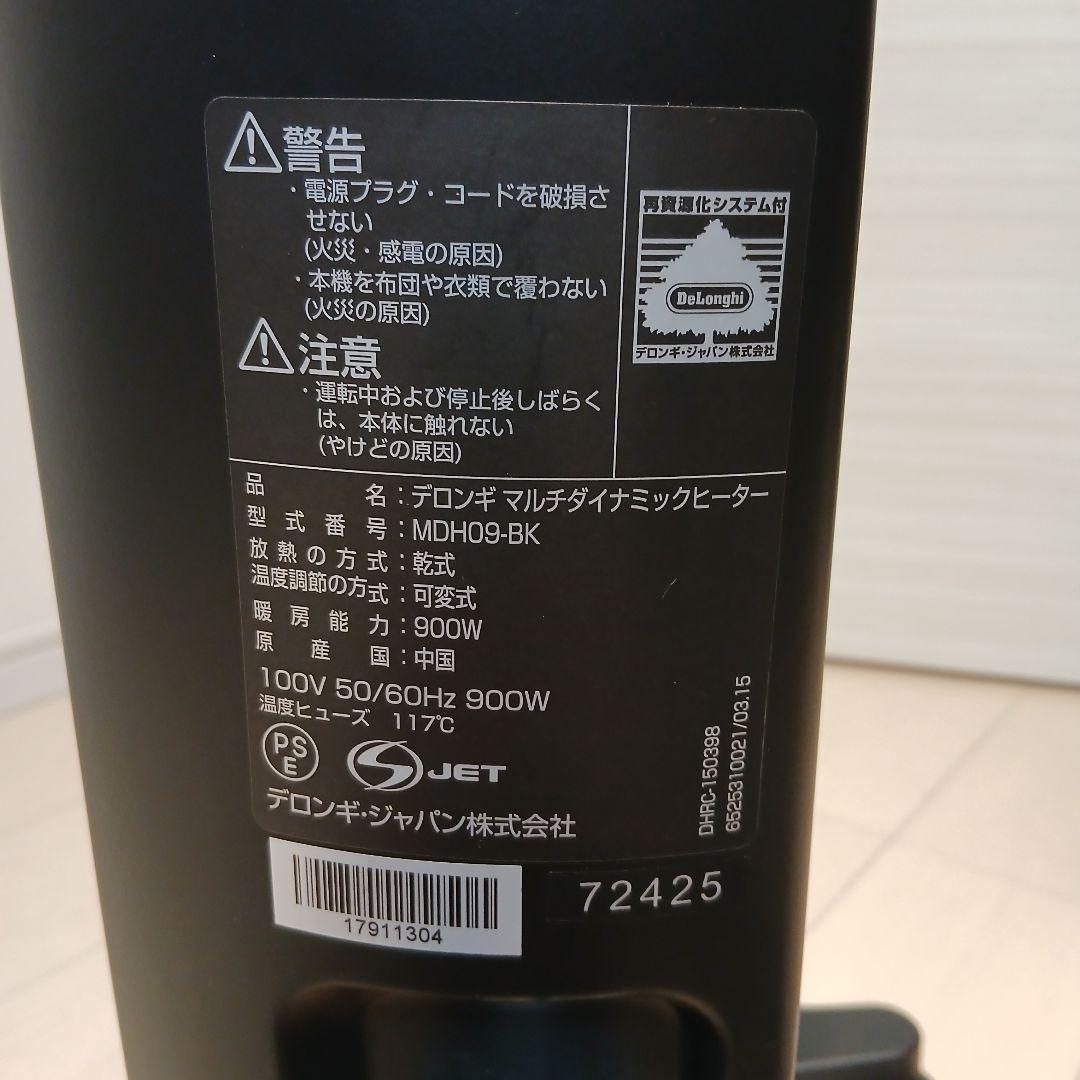 警告
・電源プラグ・コードを破損さ
せない
(火災・感電の原因)
・本機を布団や衣類で覆わない
(火災の原因)
注意
・運転中および停止後しばらく
は、本体に触れない
(やけどの原因)
再資源化システム付
DeLonghi
デロンギ・ジャパン株式会社
品名：デロンギ マルチダイナミックヒーター
型式番号：MDH09-BK
放熱の方式：乾式
温度調節の方式：可変式
暖房能力：900W
原産国：中国
100V 50/60Hz 900W
温度ヒューズ 117℃
PSE
JET
デロンギ・ジャパン株式会社
DHRC-150398
6525310021/03.15
17911304
72425